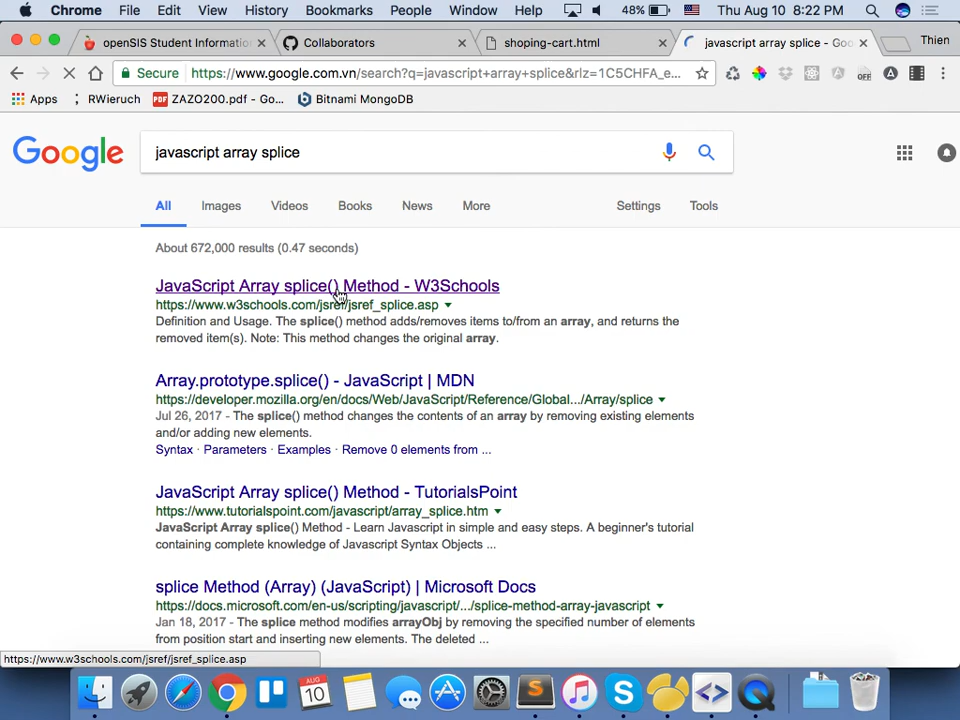 Chrome File Edit View History Bookmarks People Window Help 48% Thu Aug 10 8:22 PM
openSIS Student Informatio
Collaborators
shoping-cart.html
javascript array splice - Goo
Thien
Secure https://www.google.com.vn/search?q=javascript+array+splice&rlz=1C5CHFA_e...
OFF
Apps
RWieruch
PDF ZAZO200.pdf - Go...
Bitnami MongoDB
Google
javascript array splice
All Images Videos Books News More Settings Tools
About 672,000 results (0.47 seconds)
JavaScript Array splice() Method - W3Schools
https://www.w3schools.com/jsref/jsref_splice.asp
Definition and Usage. The splice() method adds/removes items to/from an array, and returns the
removed item(s). Note: This method changes the original array.
Array.prototype.splice() - JavaScript | MDN
https://developer.mozilla.org/en/docs/Web/JavaScript/Reference/Global.../Array/splice
Jul 26, 2017 - The splice() method changes the contents of an array by removing existing elements
and/or adding new elements.
Syntax · Parameters · Examples · Remove 0 elements from ...
JavaScript Array splice() Method - TutorialsPoint
https://www.tutorialspoint.com/javascript/array_splice.htm
JavaScript Array splice() Method - Learn Javascript in simple and easy steps. A beginner's tutorial
containing complete knowledge of Javascript Syntax Objects ...
splice Method (Array) (JavaScript) | Microsoft Docs
https://docs.microsoft.com/en-us/scripting/javascript/.../splice-method-array-javascript
Jan 18, 2017 - The splice method modifies arrayObj by removing the specified number of elements
from position start and inserting new elements. The deleted ...
https://www.w3schools.com/jsref/jsref_splice.asp
AUG
10
S